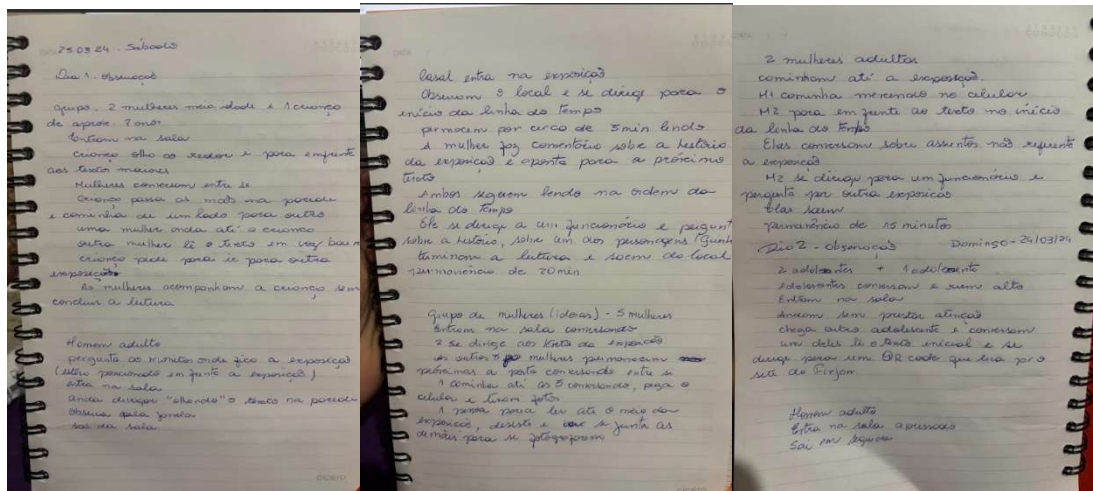 23.03.24 - Sábado
Dia 1 - observação
grupo - 2 mulheres meia idade e 1 criança
de aprox. 7 anos
Entram na sala
criança olha ao redor e para em frente
aos textos maiores
Mulheres conversam entre si
criança passa as mãos na parede
e caminha de um lado para outro
uma mulher anda até a criança
outra mulher lê o texto em voz baixa
criança pede para ir para outra
exposição
As mulheres acompanham a criança sem
concluir a leitura
Homem adulto
pergunta ao onde fica a exposição
(estava posicionado em frente a exposição)
entra na sala
anda devagar "olhando" o texto na parede
observa pela janela
sai da sala
Casal entra na exposição
Observam o local e se dirige para o
início da linha do tempo
permacem por cerca de 5min lendo
A mulher faz comentário sobre a história
da exposição e aponta para a próximo
texto
Ambos seguem lendo na ordem da
linha do tempo
Ele se dirige a um funcionário e pergunt
sobre a história, sobre um dos personagens
terminam a leitura e saem do local
permanência de 20min
Grupo de mulheres (idosas) - 5 mulheres
Entram na sala conversando
2 se dirige aos textos da exposição
As outras 3 mulheres permanecem
próximas a porta conversando entre si
1 caminha até as 3 conversando, pega o
celular e tiram fotos
1 para ler até o meio da
exposição, desiste e se junta as
demais para se fotografaram
2 mulheres adultas
caminham até a exposição.
M1 caminha mexendo no celular
M2 para em frente ao texto no início
da linha do tempo
Elas conversam sobre assuntos não referente
a exposição
M2 se dirige para um funcionário e
pergunta por outra exposição
Elas saem
permanência de 15 minutos
Dia 2 - observação Domingo - 24/03/24
2 adolescentes + 1 adolescente
Adolescentes conversam e riem alto
Entram na sala
Andam sem prestar atenção
chega outro adolescente e conversam
um deles lê o texto inicial e se
dirige para um QR code que leva para o
site do Firjan.
Homem adulto
Entra na sala apressado
Sai em seguida